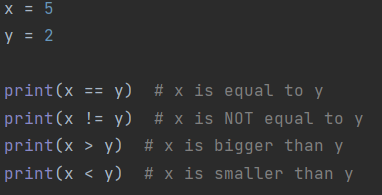 x = 5
y = 2

print(x == y)  # x is equal to y
print(x != y)  # x is NOT equal to y
print(x > y)  # x is bigger than y
print(x < y)  # x is smaller than y